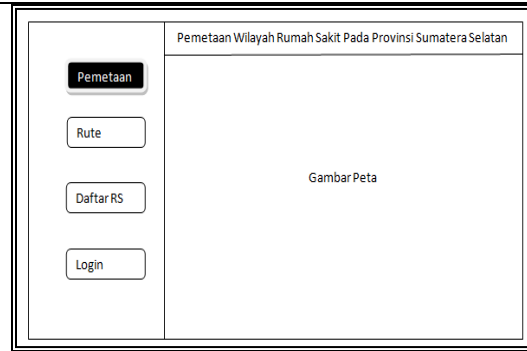 Pemetaan Wilayah Rumah Sakit Pada Provinsi Sumatera Selatan
Pemetaan
Rute
Daftar RS
Login
Gambar Peta